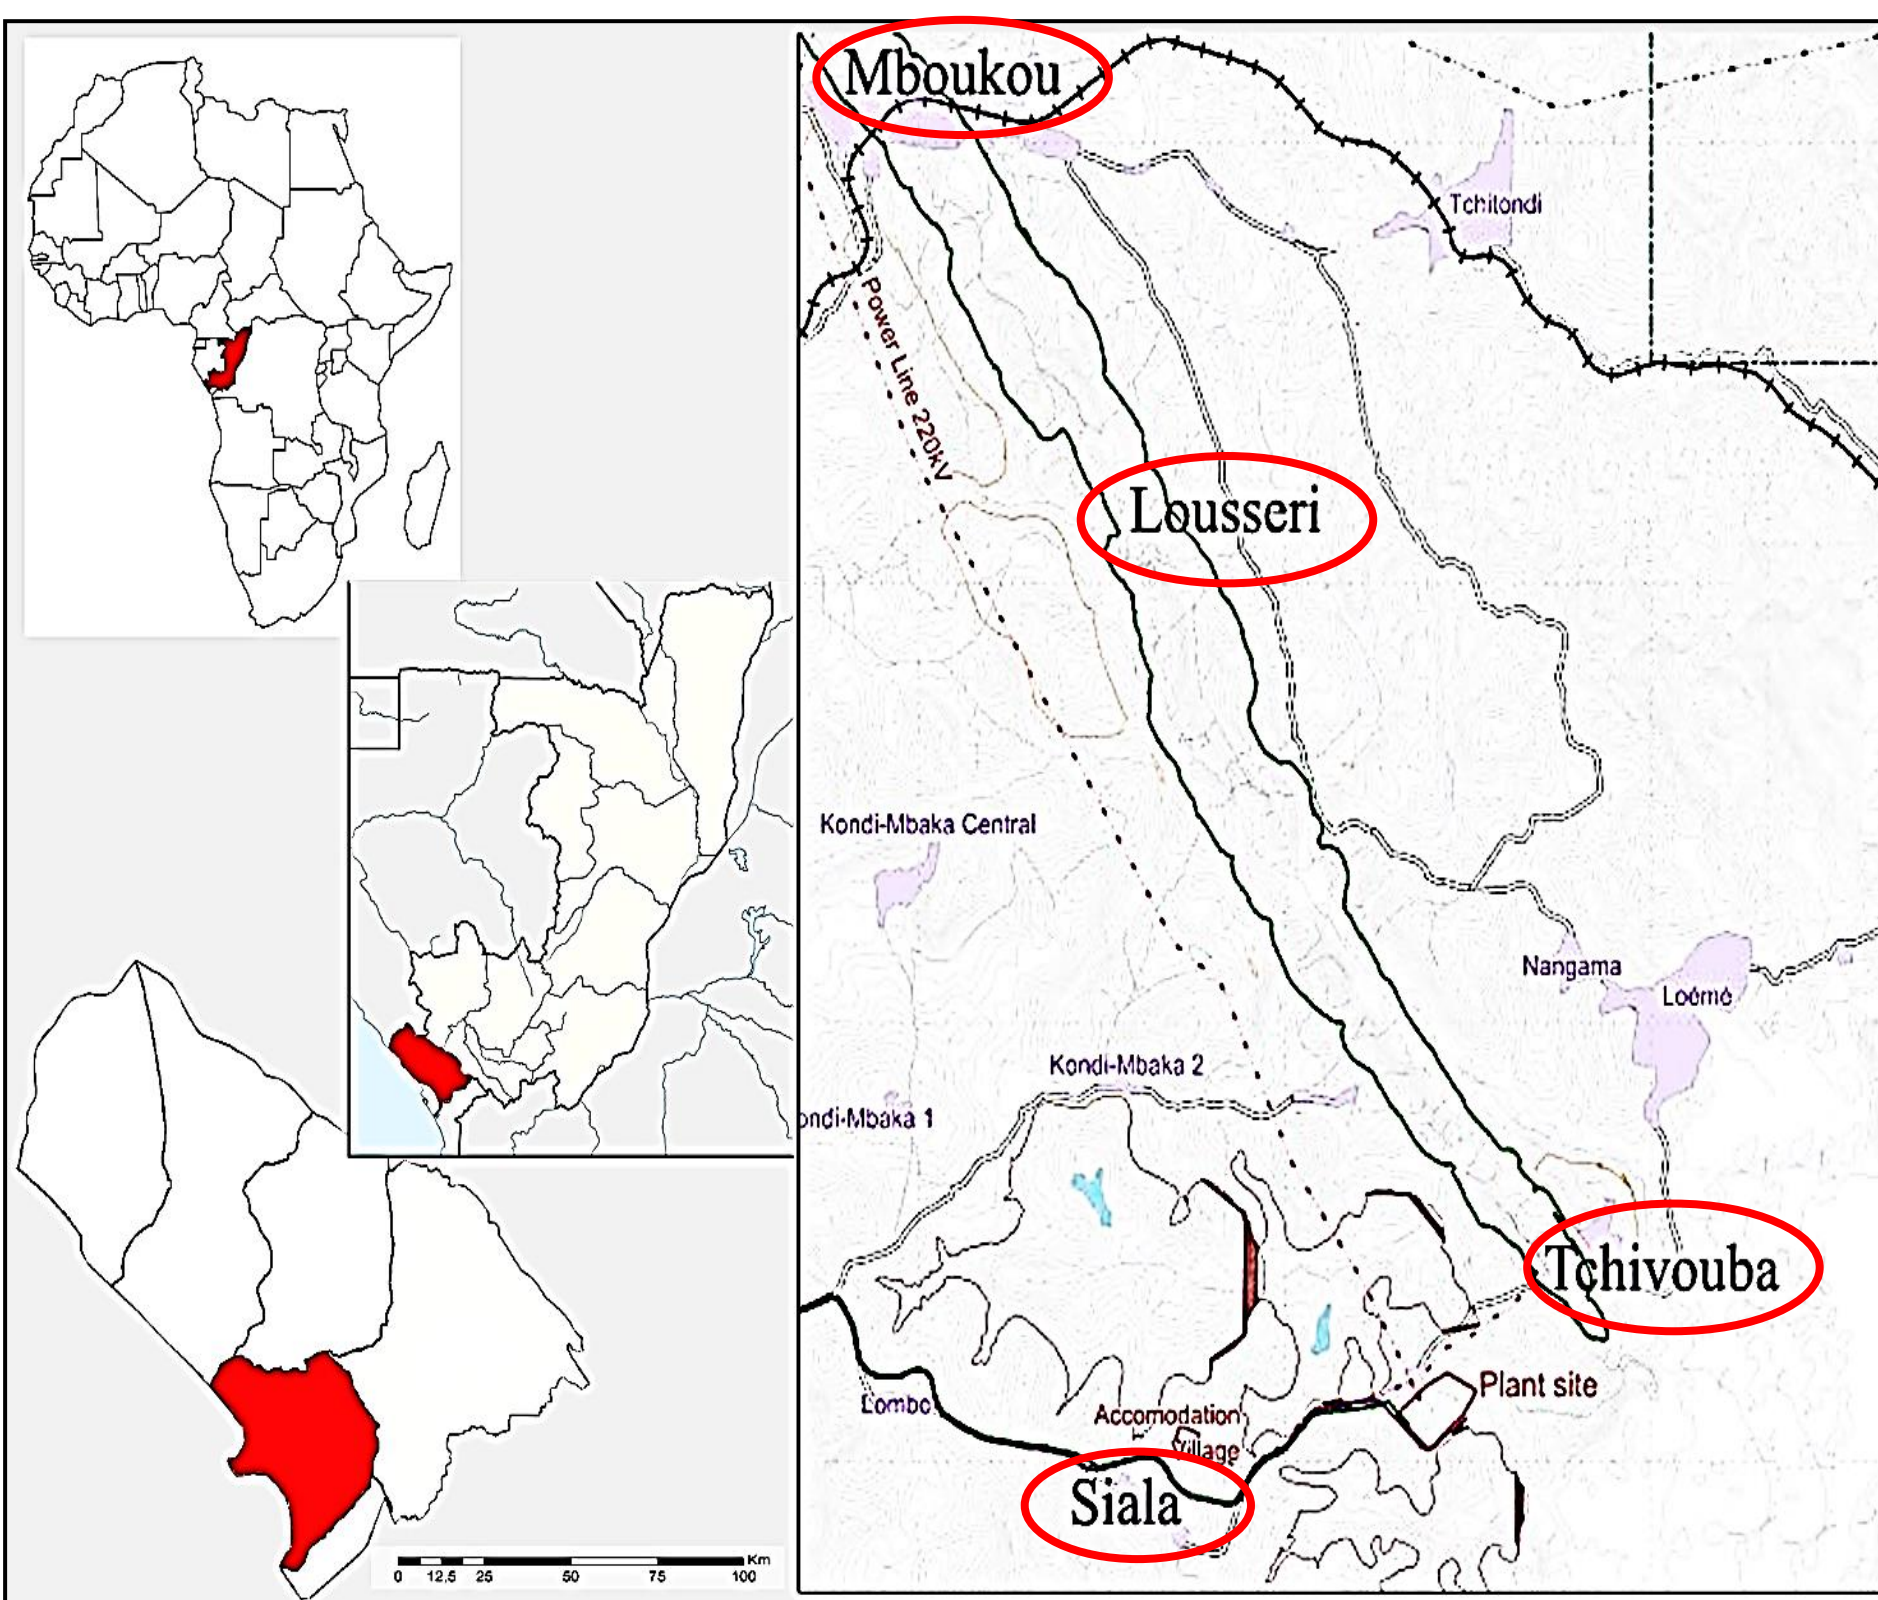 Mboukou
Tchitondi
Power Line 220kV
Lousseri
Kondi-Mbaka Central
Nangama
Loémé
Kondi-Mbaka 2
ondi-Mbaka 1
Tchivouba
Plant site
Lombo
Accomodation
Village
Siala
Km
0 12,5 25 50 75 100